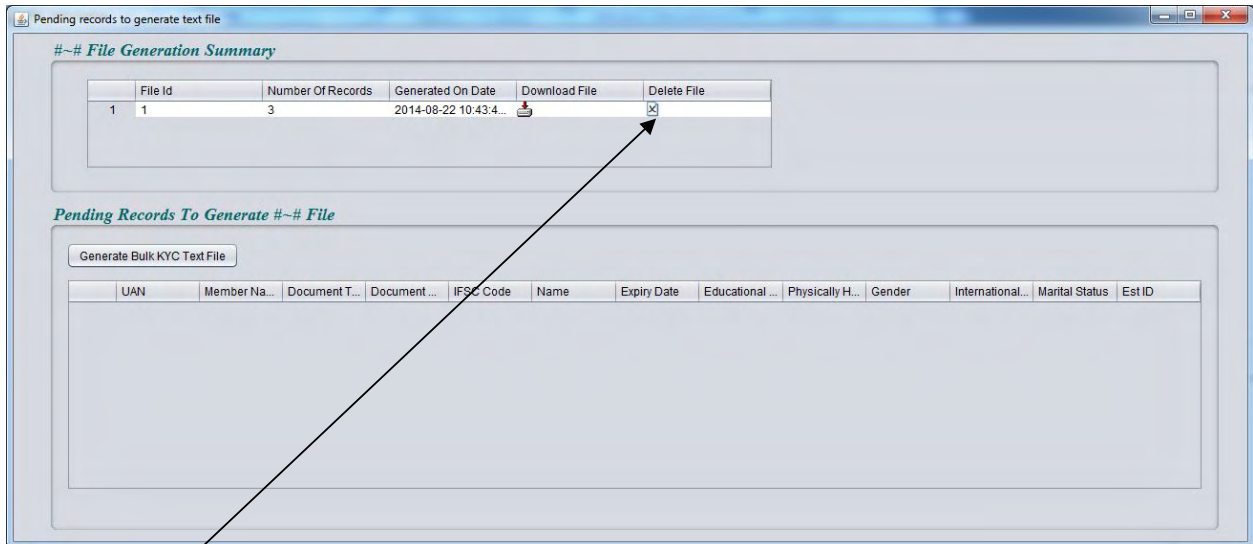 Pending records to generate text file
#~# File Generation Summary
File Id Number Of Records Generated On Date Download File Delete File
1 1 3 2014-08-22 10:43:4...
Pending Records To Generate #~# File
Generate Bulk KYC Text File
UAN Member Na... Document T... Document ... IFSC Code Name Expiry Date Educational ... Physically H... Gender International... Marital Status Est ID